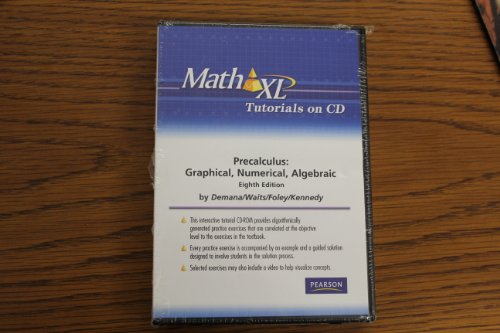 MathXL
Tutorials on CD
Precalculus:
Graphical, Numerical, Algebraic
Eighth Edition
by Demana/Waits/Foley/Kennedy
This interactive tutorial CD-ROM provides algorithmically
generated practice exercises that are correlated at the objective
level to the exercises in the textbook.
Every practice exercise is accompanied by an example and a guided solution
designed to involve students in the solution process.
Selected exercises may also include a video to help visualize concepts.
PEARSON